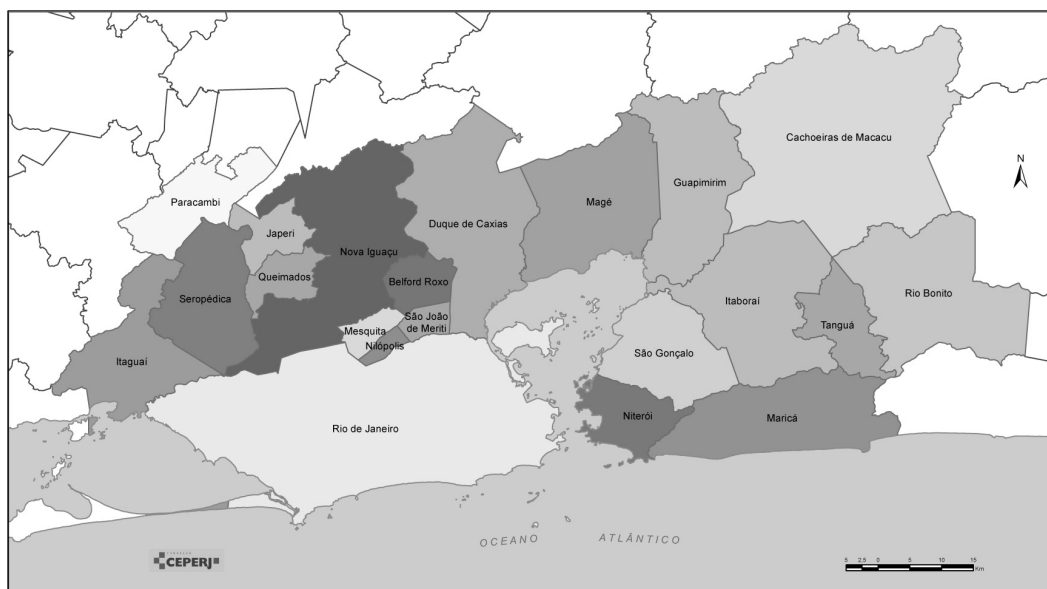 Cachoeiras de Macacu
N
Guapimirim
Paracambi
Magé
Duque de Caxias
Japeri
Nova Iguaçu
Queimados
Belford Roxo
Rio Bonito
Seropédica
Itaboraí
São João
de Meriti
Mesquita
Tanguá
Nilópolis
São Gonçalo
Itaguaí
Niterói
Maricá
Rio de Janeiro
OCEANO ATLÂNTICO
CEPERJ
5 2,5 0 5 10 15
Km